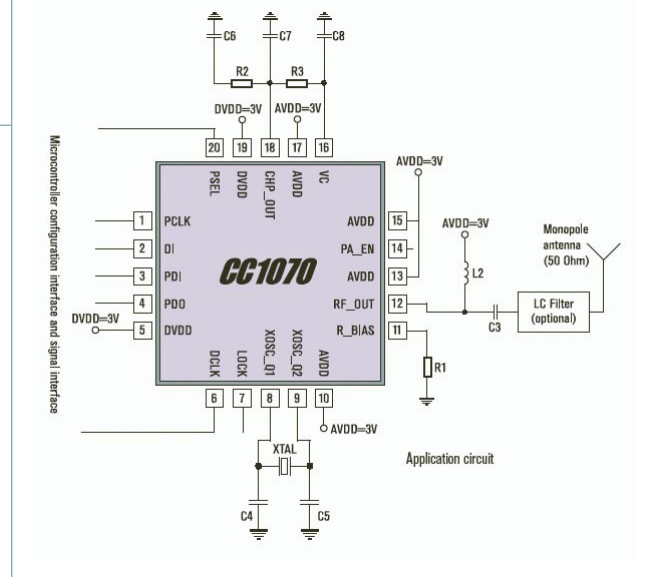 C6
C7
C8
R2
R3
DVDD=3V
AVDD=3V
20
19
18
17
16
AVDD=3V
PSEL
DVDD
CHP_OUT
AVDD
VC
Microcontroller configuration interface and signal interface
1
PCLK
AVDD
15
AVDD=3V
Monopole
antenna
(50 Ohm)
2
DI
PA_EN
14
3
PDI
CC1070
AVDD
13
L2
4
PDO
RF_OUT
12
LC Filter
(optional)
DVDD=3V
5
DVDD
R_BIAS
11
C3
DCLK
LOCK
XOSC_Q1
XOSC_Q2
AVDD
R1
6
7
8
9
10
AVDD=3V
XTAL
Application circuit
C4
C5